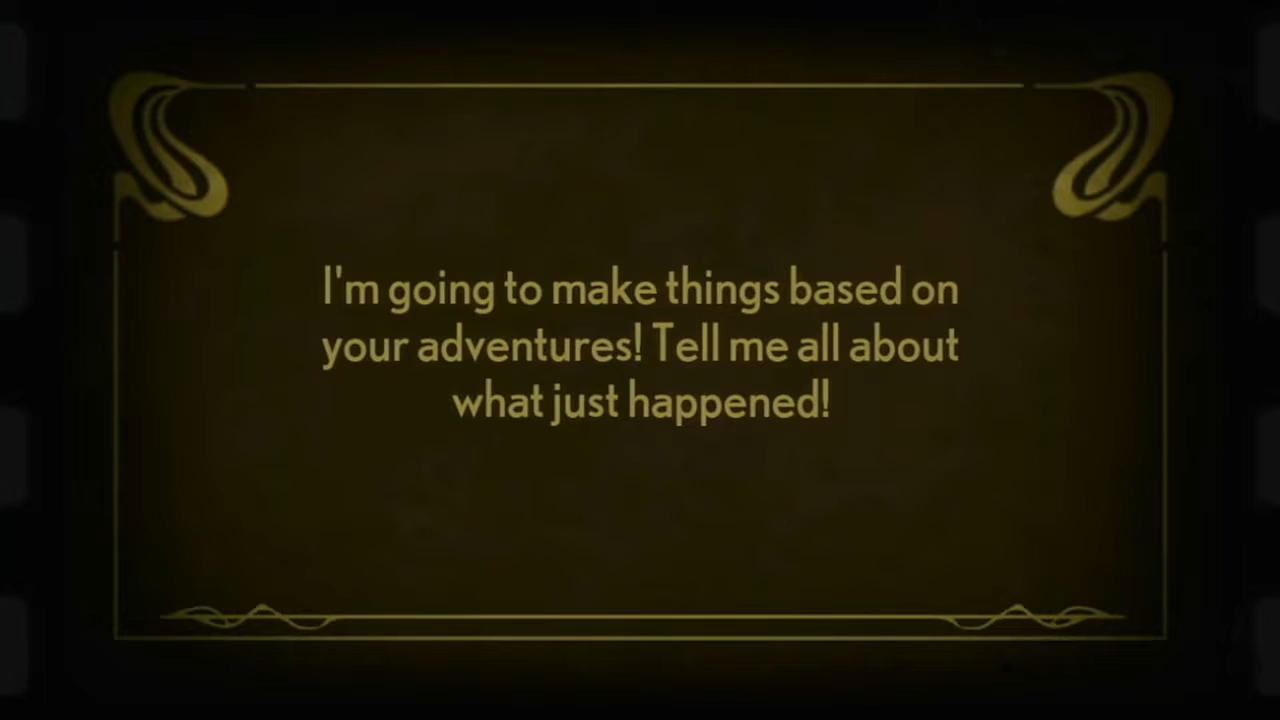 I'm going to make things based on
your adventures! Tell me all about
what just happened!